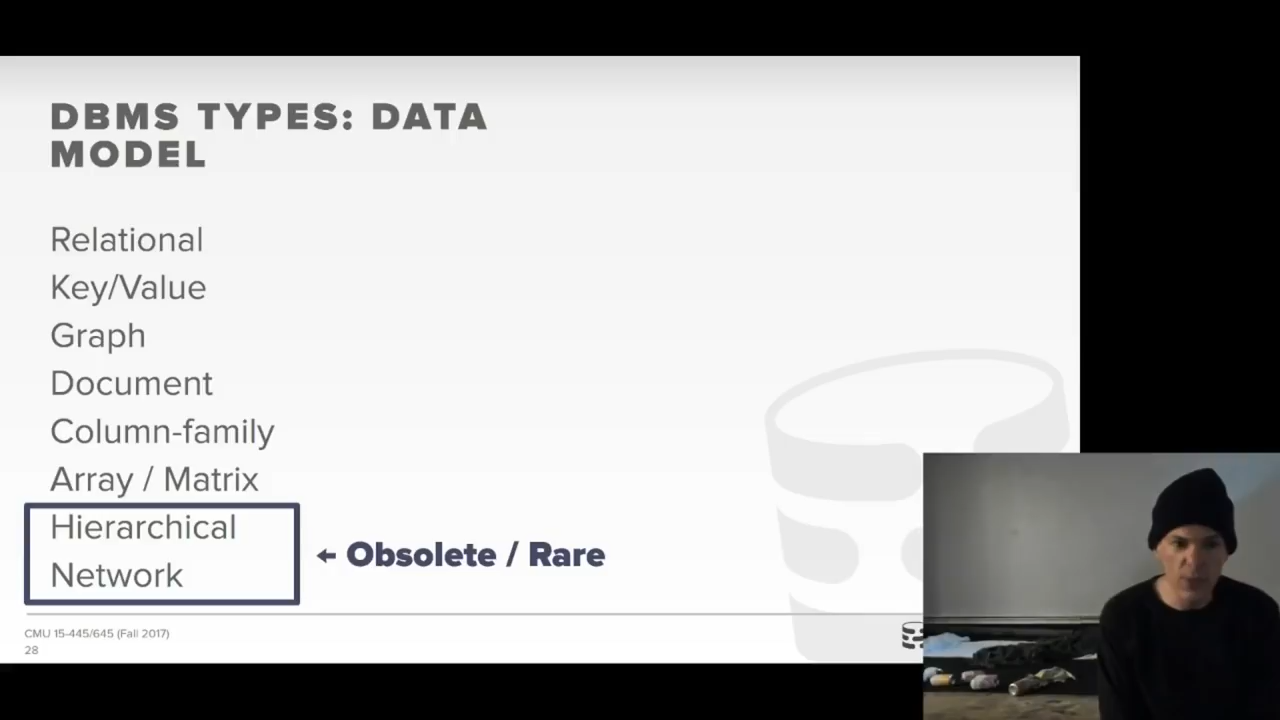 DBMS TYPES: DATA
MODEL
Relational
Key/Value
Graph
Document
Column-family
Array / Matrix
Hierarchical
Network
← Obsolete / Rare
CMU 15-445/645 (Fall 2017)
28